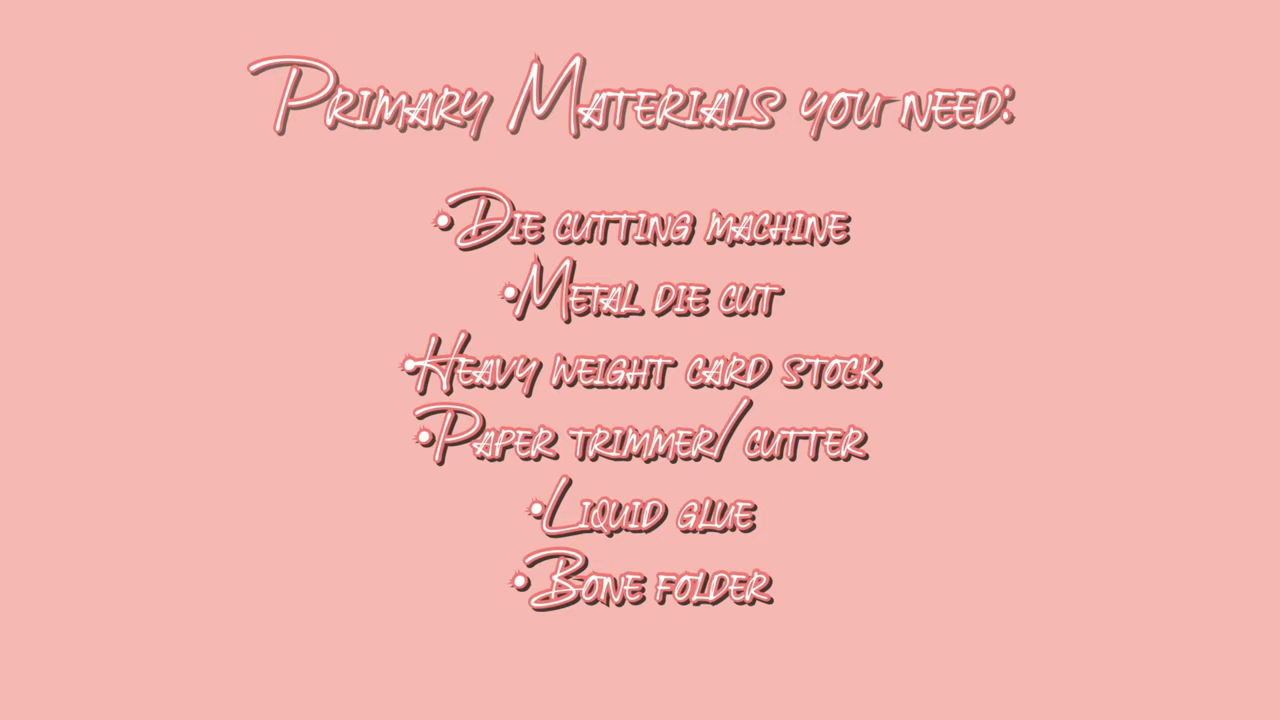 Primary Materials you need:
•Die cutting machine
•Metal die cut
•Heavy weight card stock
•Paper trimmer/ cutter
•Liquid glue
•Bone folder